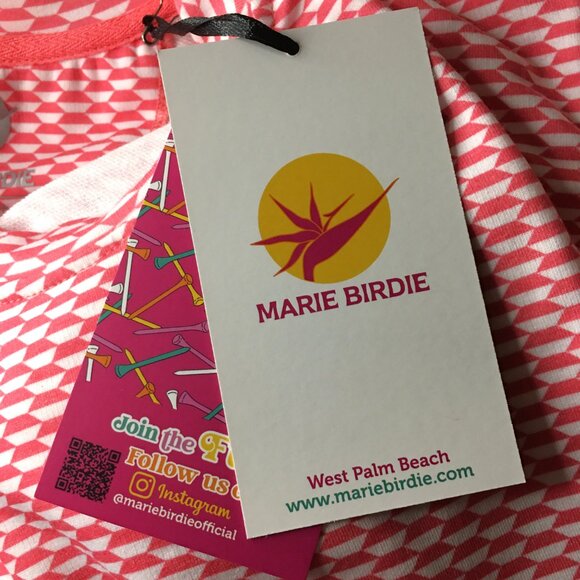 MARIE BIRDIE
West Palm Beach
www.mariebirdie.com
Join the
Follow us
Instagram
@mariebirdieofficial